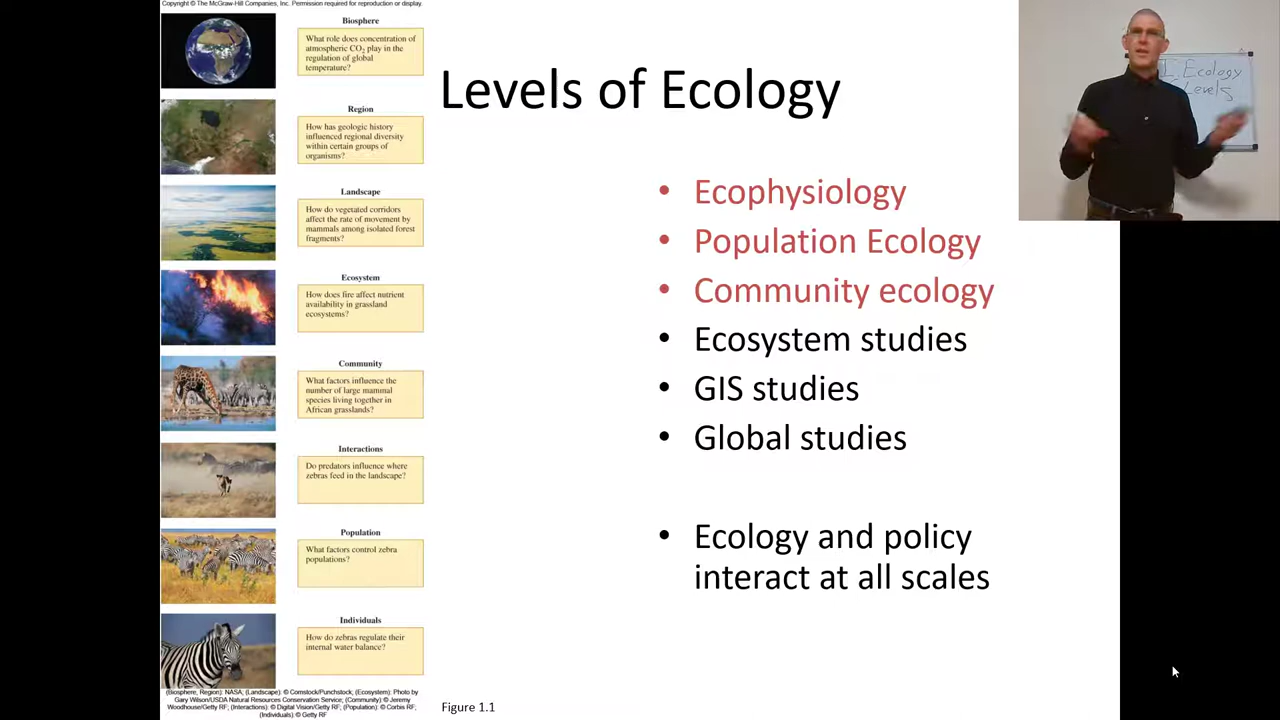 Copyright © The McGraw-Hill Companies, Inc. Permission required for reproduction or display.
Biosphere
What role does concentration of
atmospheric CO₂ play in the
regulation of global
temperature?
Region
How has geologic history
influenced regional diversity
within certain groups of
organisms?
Landscape
How do vegetated corridors
affect the rate of movement by
mammals among isolated forest
fragments?
Ecosystem
How does fire affect nutrient
availability in grassland
ecosystems?
Community
What factors influence the
number of large mammal
species living together in
African grasslands?
Interactions
Do predators influence where
zebras feed in the landscape?
Population
What factors control zebra
populations?
Individuals
How do zebras regulate their
internal water balance?
(Biosphere, Region): NASA; (Landscape): © Comstock/Punchstock; (Ecosystem): Photo by
Gary Wilson/USDA Natural Resources Conservation Service; (Community): © Jeremy
Woodhouse/Getty RF; (Interactions): © Digital Vision/Getty RF; (Population): © Corbis RF;
(Individuals): © Getty RF
Figure 1.1
Levels of Ecology
• Ecophysiology
• Population Ecology
• Community ecology
• Ecosystem studies
• GIS studies
• Global studies
• Ecology and policy
interact at all scales
I. Ecology
Levels